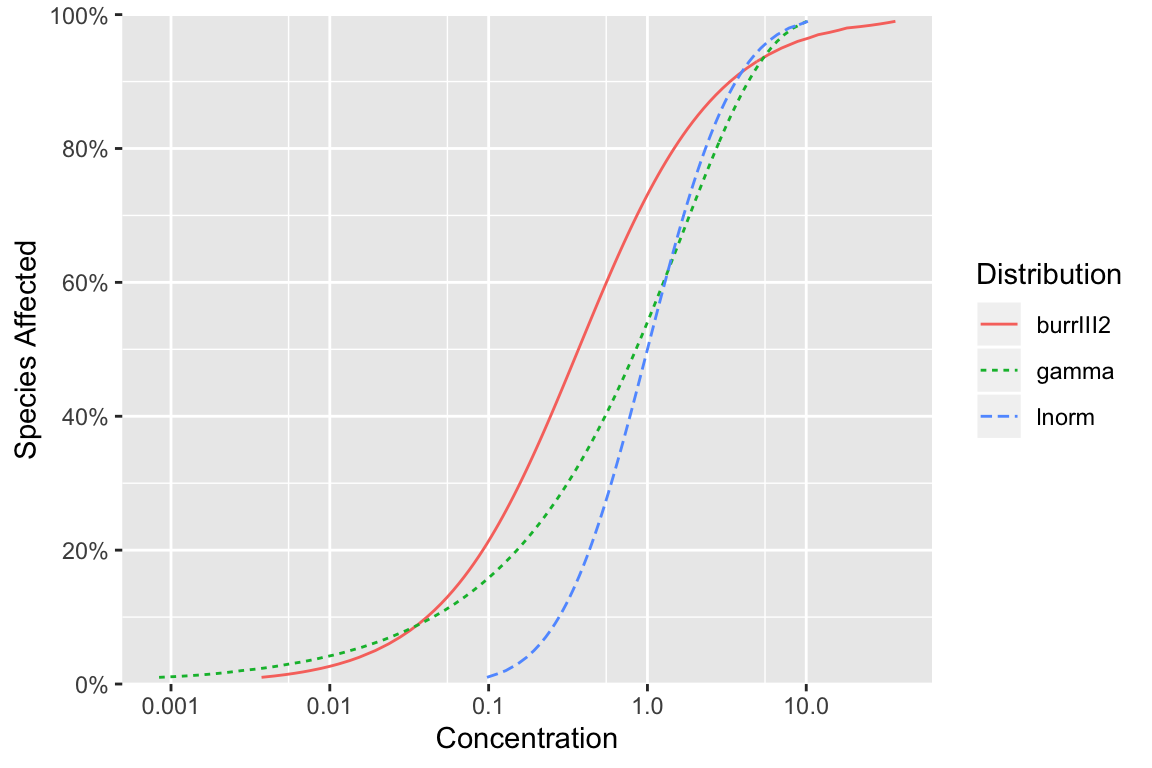 100%
80%
60%
40%
20%
0%
Species Affected
0.001 0.01 0.1 1.0 10.0
Concentration
Distribution
burrIII2
gamma
lnorm